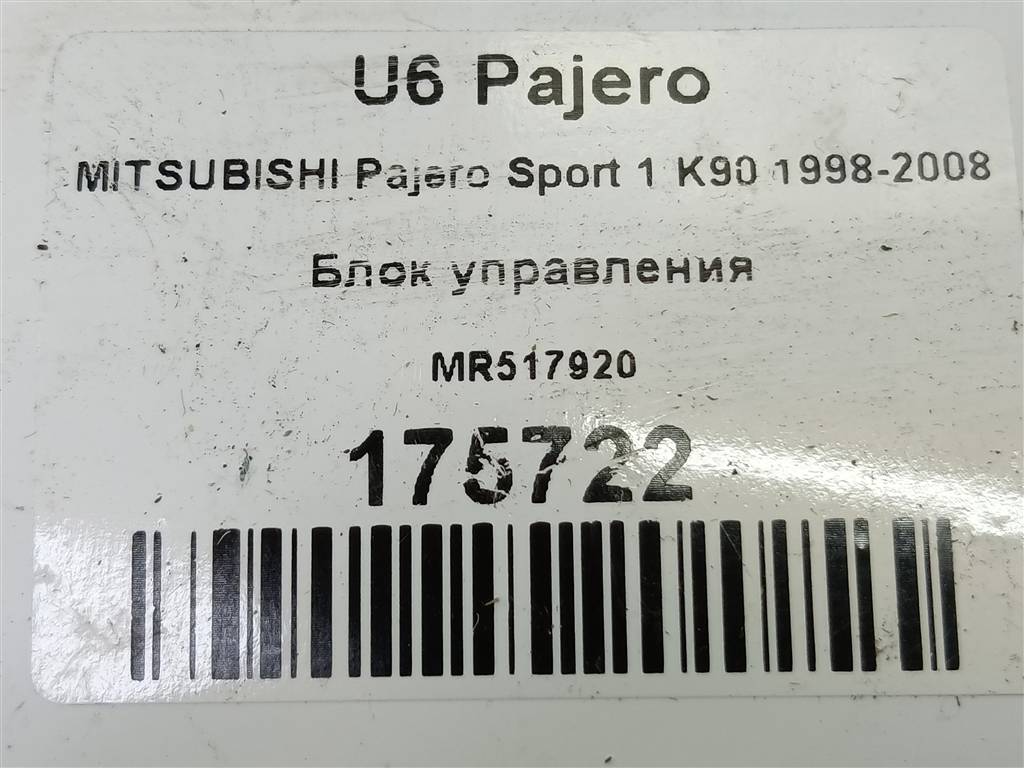 U6 Pajero
MITSUBISHI Pajero Sport 1 K90 1998-2008
Блок управления
MR517920
175722